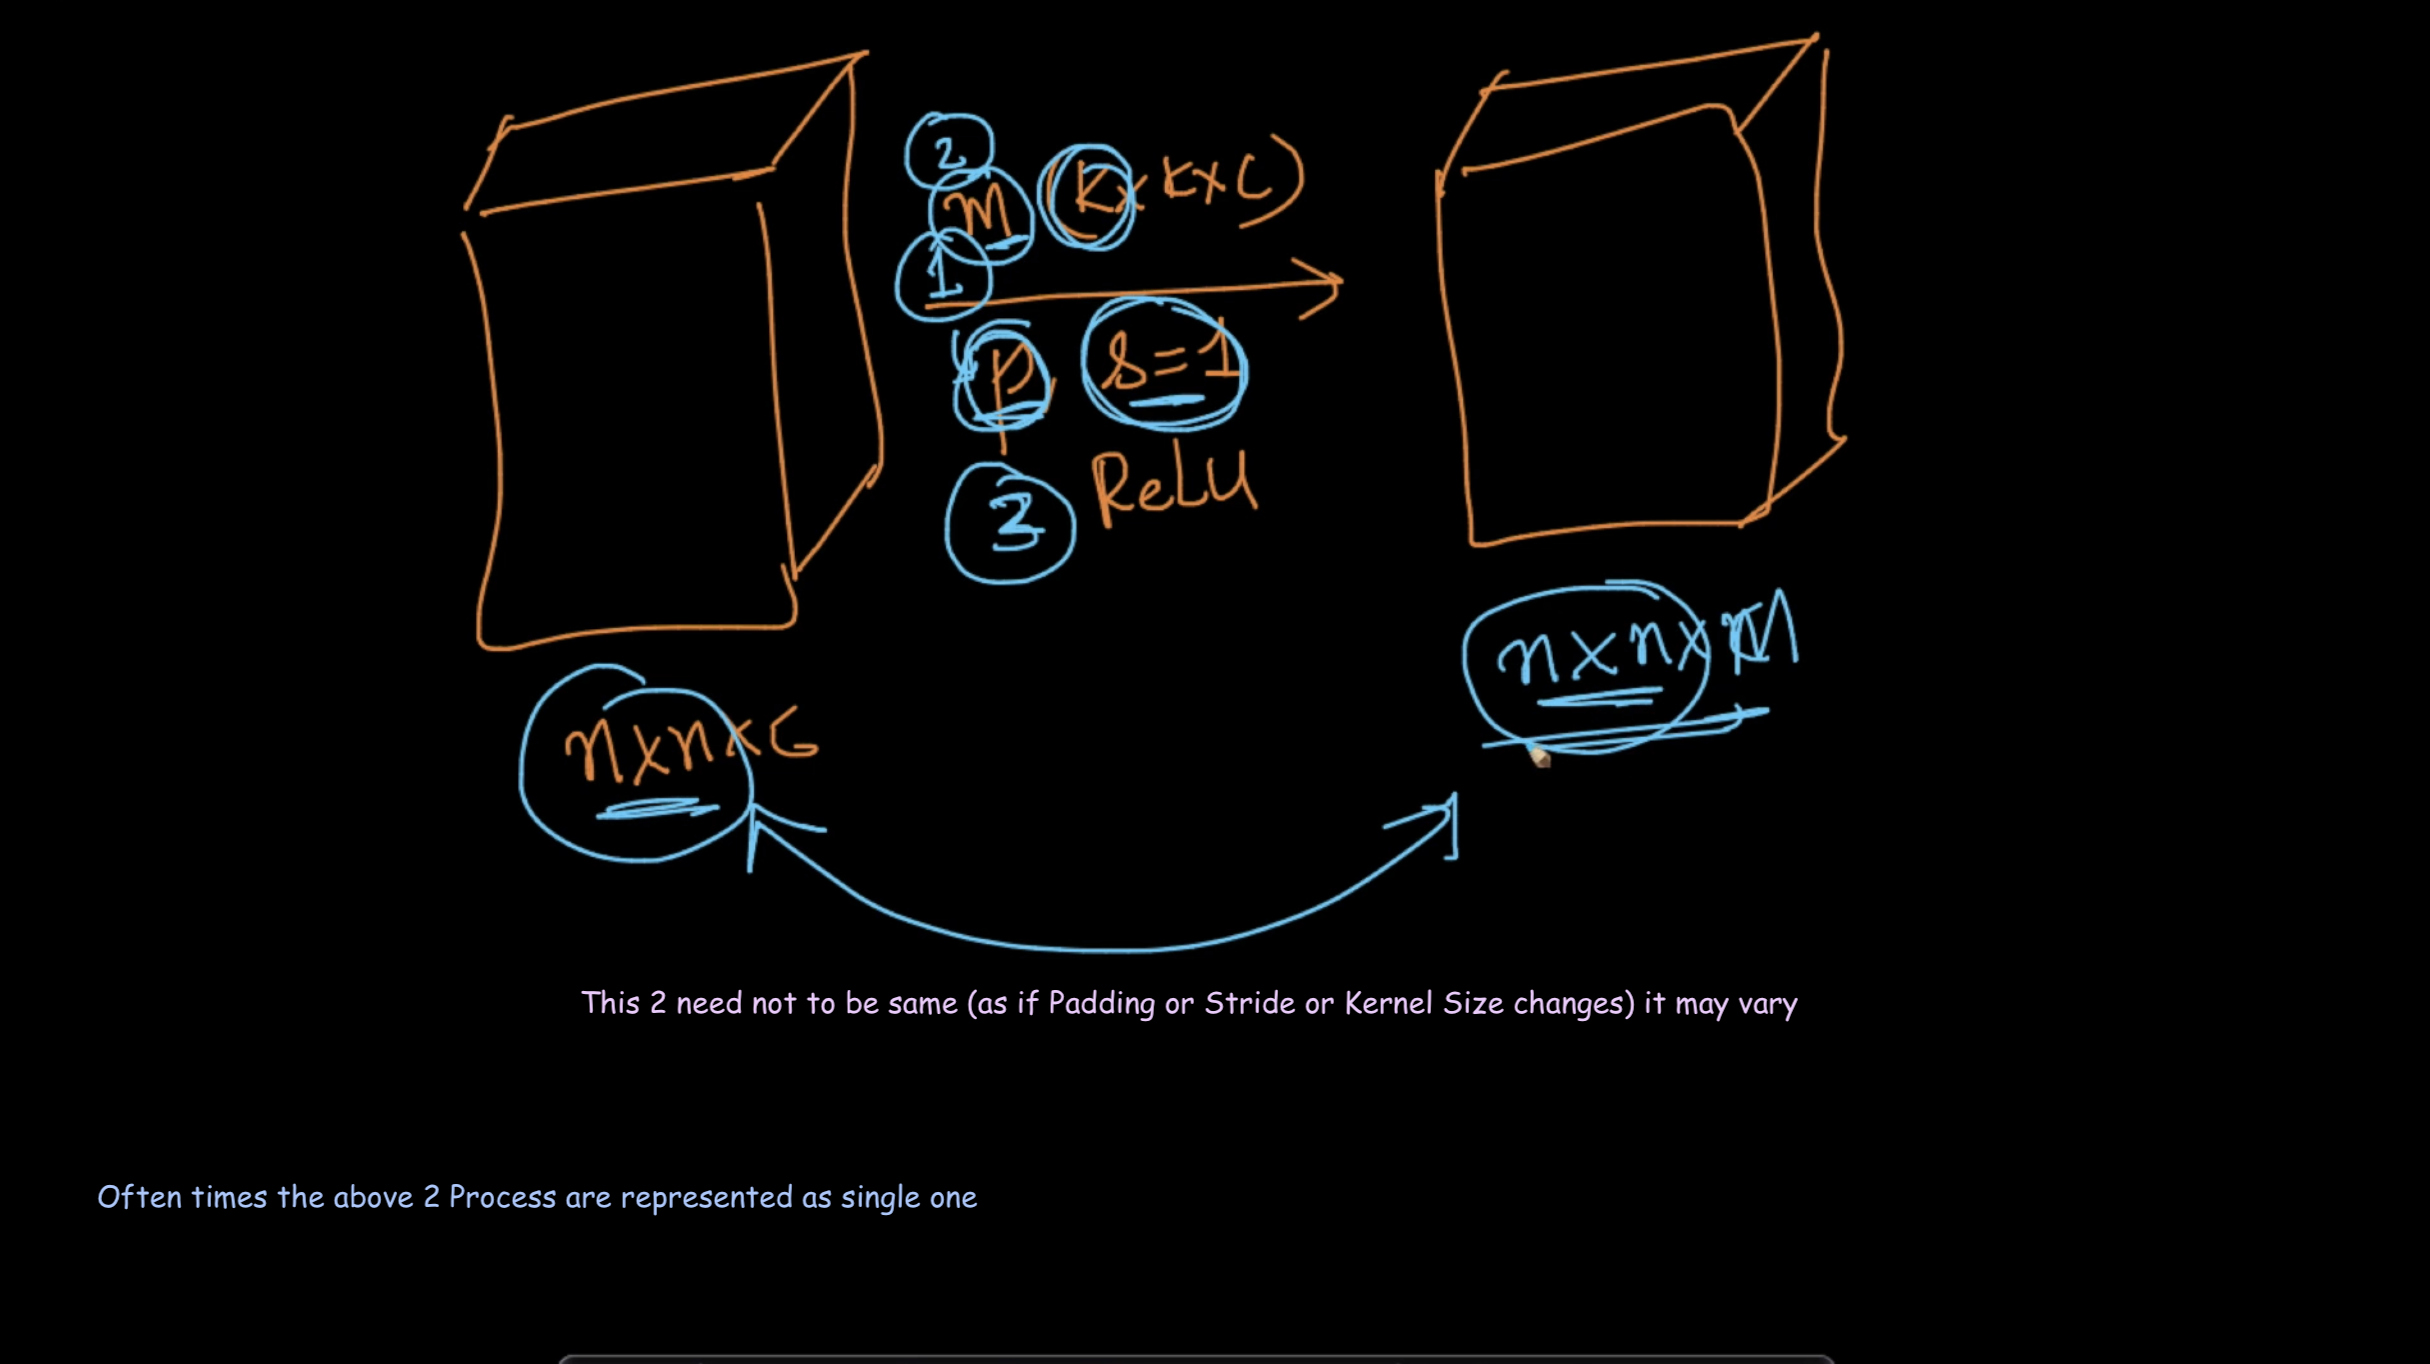 2
M (K x K x C)
1
P S=1
3 ReLU
n x n x M
n x n x C
This 2 need not to be same (as if Padding or Stride or Kernel Size changes) it may vary
Often times the above 2 Process are represented as single one